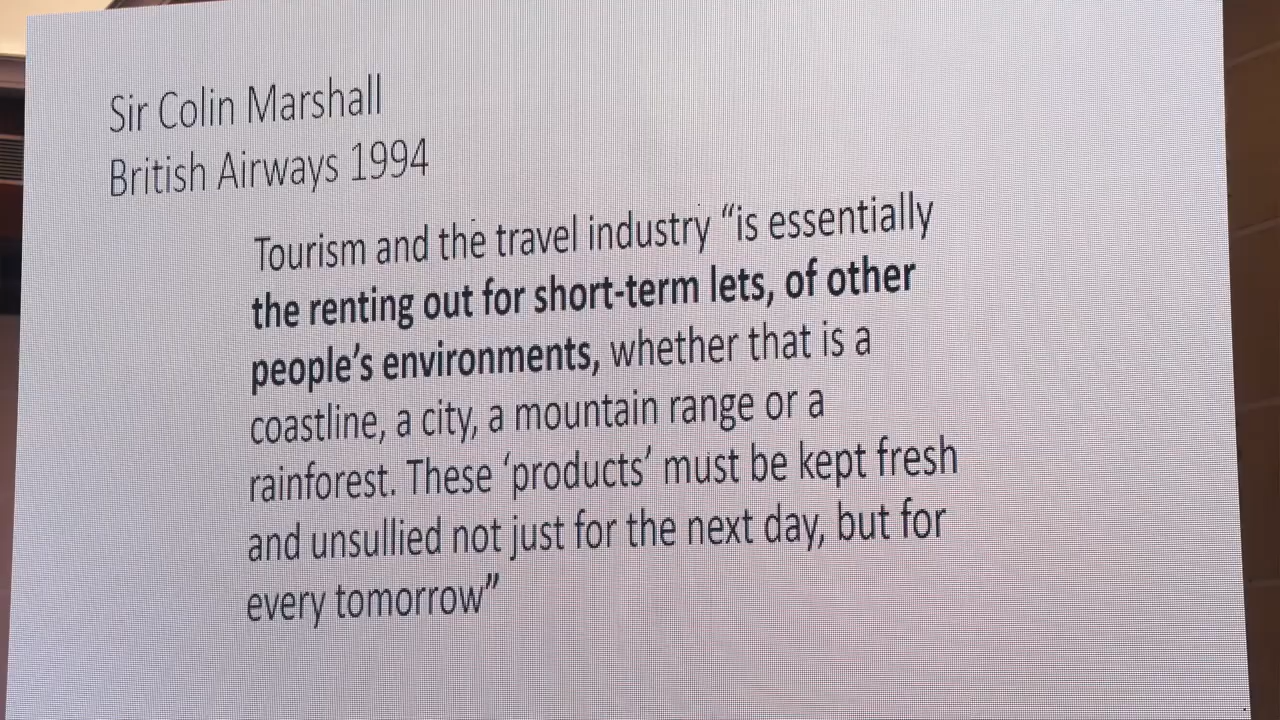 Sir Colin Marshall
British Airways 1994
Tourism and the travel industry “is essentially
the renting out for short-term lets, of other
people’s environments, whether that is a
coastline, a city, a mountain range or a
rainforest. These ‘products’ must be kept fresh
and unsullied not just for the next day, but for
every tomorrow”